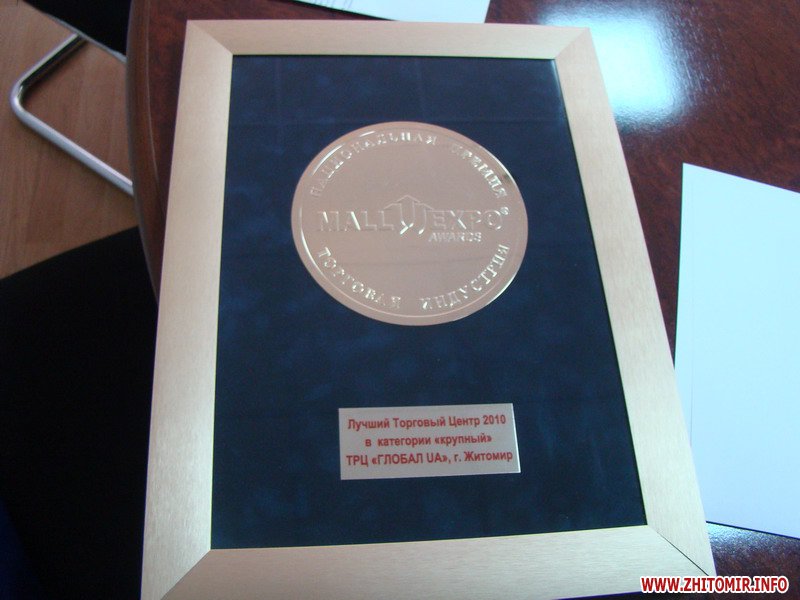 НАЦИОНАЛЬНАЯ ПРЕМИЯ В
MALL EXPO
AWARDS
ТОРГОВАЯ ИНДУСТРИЯ
Лучший Торговый Центр 2010
в категории «крупный»
ТРЦ «ГЛОБАЛ UA», г. Житомир
WWW.ZHITOMIR.INFO